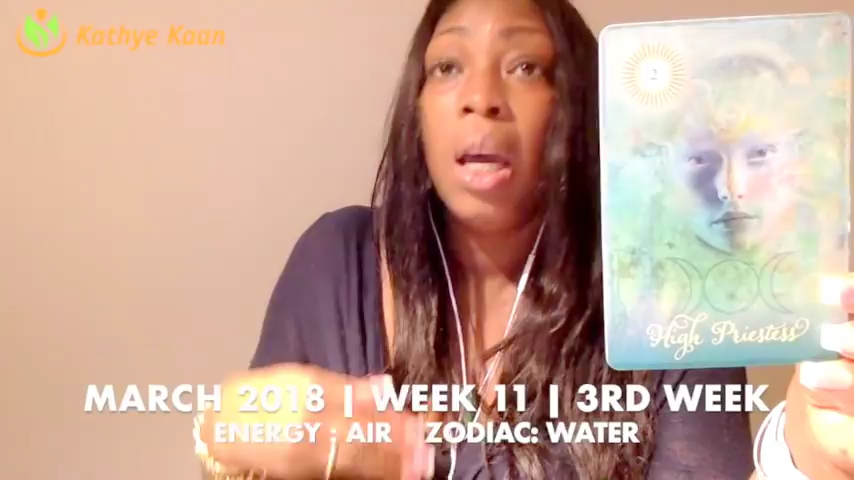 Kathye Kaan
2
High Priestess
MARCH 2018 | WEEK 11 | 3RD WEEK
ENERGY : AIR ZODIAC: WATER